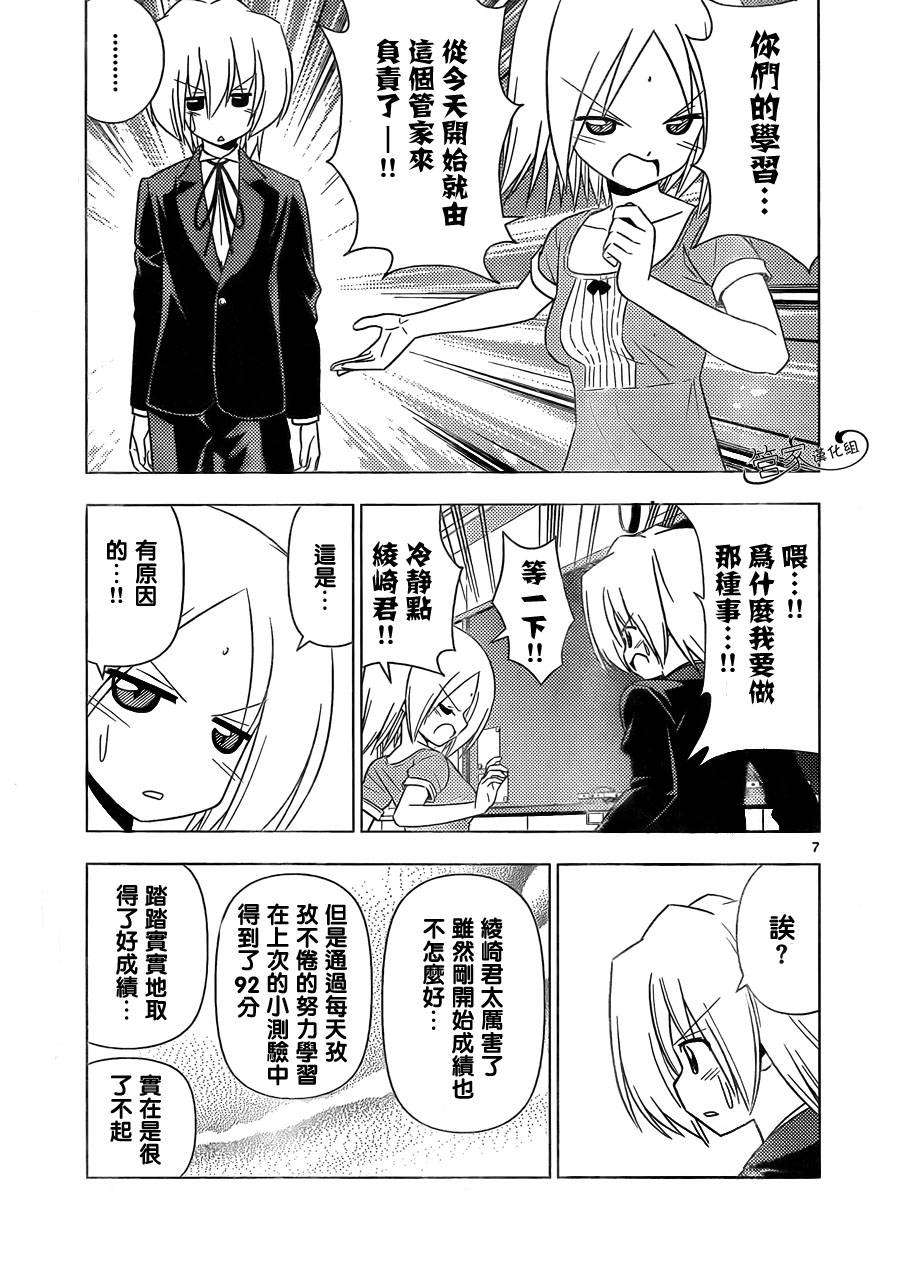 你們的學習…
從今天開始就由
這個管家來
負責了—!!
………
管家漢化組
喂…!!
爲什麼我要做
那種事…!!
等一下!!
冷静點
綾崎君!!
這是…
有原因
的…!!
7
誒?
綾崎君太厲害了
雖然剛開始成績也
不怎麼好…
但是通過每天孜
孜不倦的努力學習
在上次的小測驗中
得到了92分
踏踏實實地取
得了好成績…
實在是很
了不起